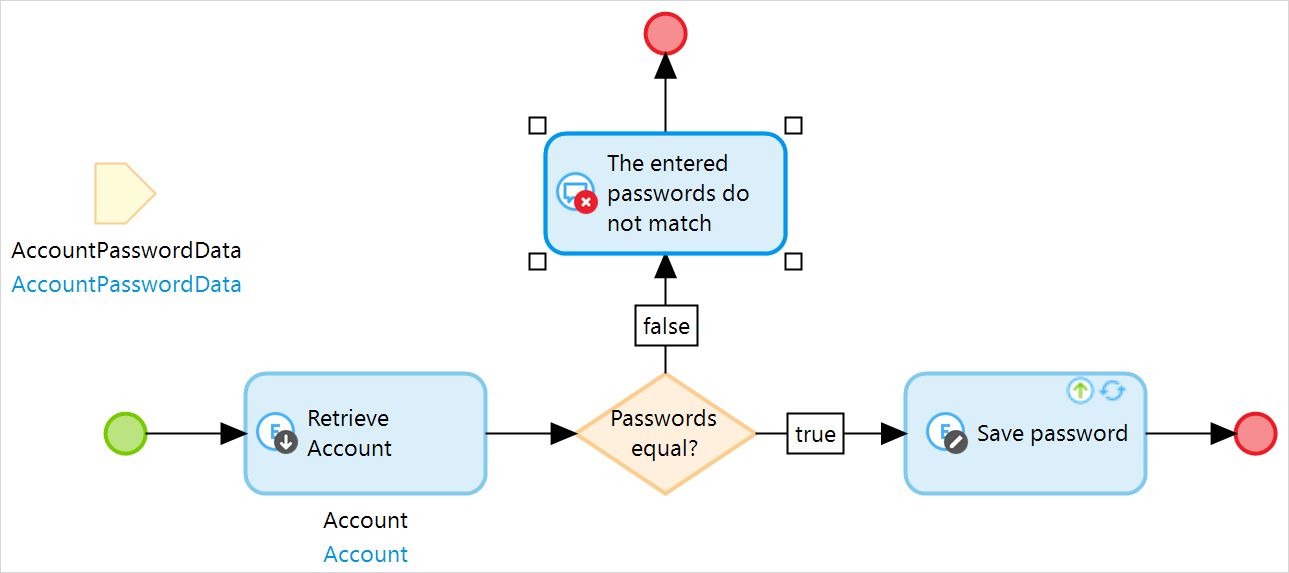 The entered
passwords do
not match
AccountPasswordData
AccountPasswordData
false
E
Retrieve
Account
Passwords
equal?
true
E
Save password
Account
Account